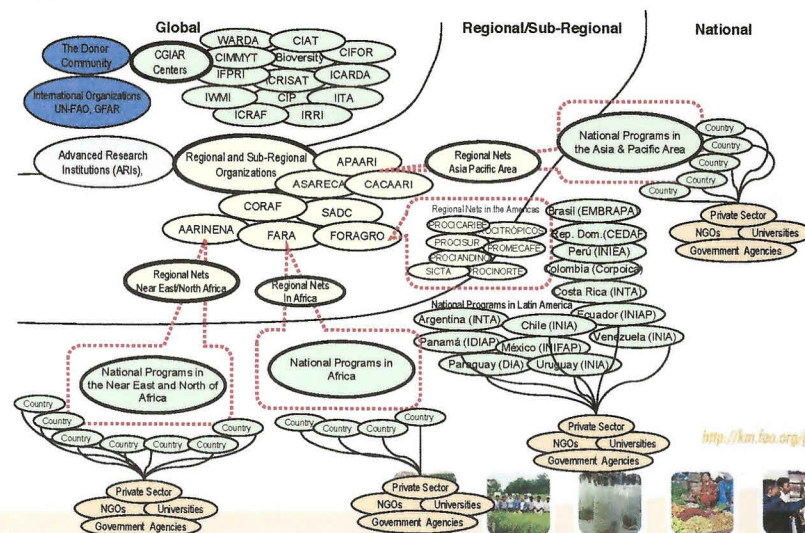 Global
Regional/Sub-Regional
National
The Donor
Community
International Organizations
UN-FAO, GFAR
CGIAR
Centers
WARDA
CIAT
CIMMYT
Bioversity
CIFOR
IFPRI
ICRISAT
ICARDA
IWMI
CIP
IITA
ICRAF
IRRI
Advanced Research
Institutions (ARIs),
Regional and Sub-Regional
Organizations
APAARI
ASARECA
CACAARI
CORAF
SADC
AARINENA
FARA
FORAGRO
Regional Nets
Asia Pacific Area
National Programs in
the Asia & Pacific Area
Country
Country
Country
Country
Country
Private Sector
NGOs
Universities
Government Agencies
Regional Nets in the Americas
PROCICARIBE
ROCITRÓPICOS
PROCISUR
PROMECAFE
PROCIANDINO
SICTA
ROCINORTE
Brasil (EMBRAPA)
Rep. Dom.(CEDAF)
Perú (INIEA)
Colombia (Corpoica)
Costa Rica (INTA)
National Programs in Latin America
Ecuador (INIAP)
Argentina (INTA)
Chile (INIA)
Venezuela (INIA)
Panamá (IDIAP)
México (INIFAP)
Paraguay (DIA)
Uruguay (INIA)
Private Sector
NGOs
Universities
Government Agencies
Regional Nets
Near East/North Africa
Regional Nets
In Africa
National Programs in
the Near East and North of
Africa
National Programs in
Africa
Country
Country
Country
Country
Country
Country
Country
Private Sector
NGOs
Universities
Government Agencies
Country
Country
Country
Country
Private Sector
NGOs
Universities
Government Agencies
http://km.fao.org/